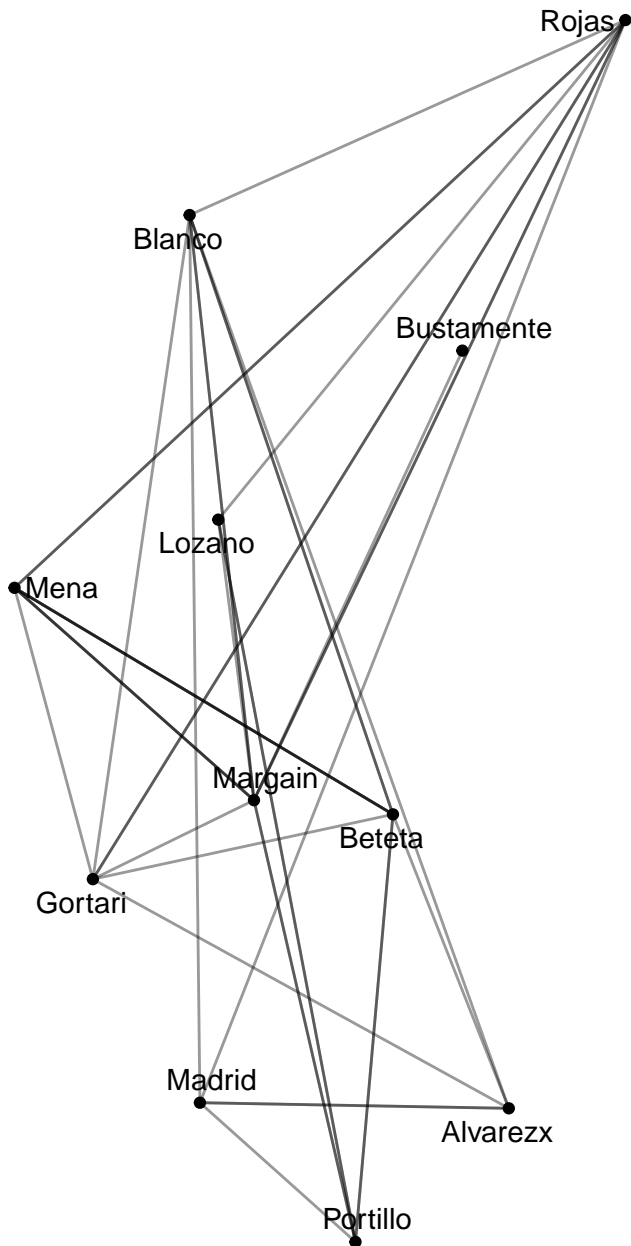 Rojas
Blanco
Bustamente
Lozano
Mena
Margain
Beteta
Gortari
Madrid
Alvarezx
Portillo